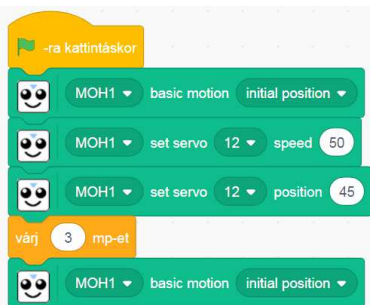 -ra kattintáskor
MOH1 basic motion initial position
MOH1 set servo 12 speed 50
MOH1 set servo 12 position 45
várj 3 mp-et
MOH1 basic motion initial position